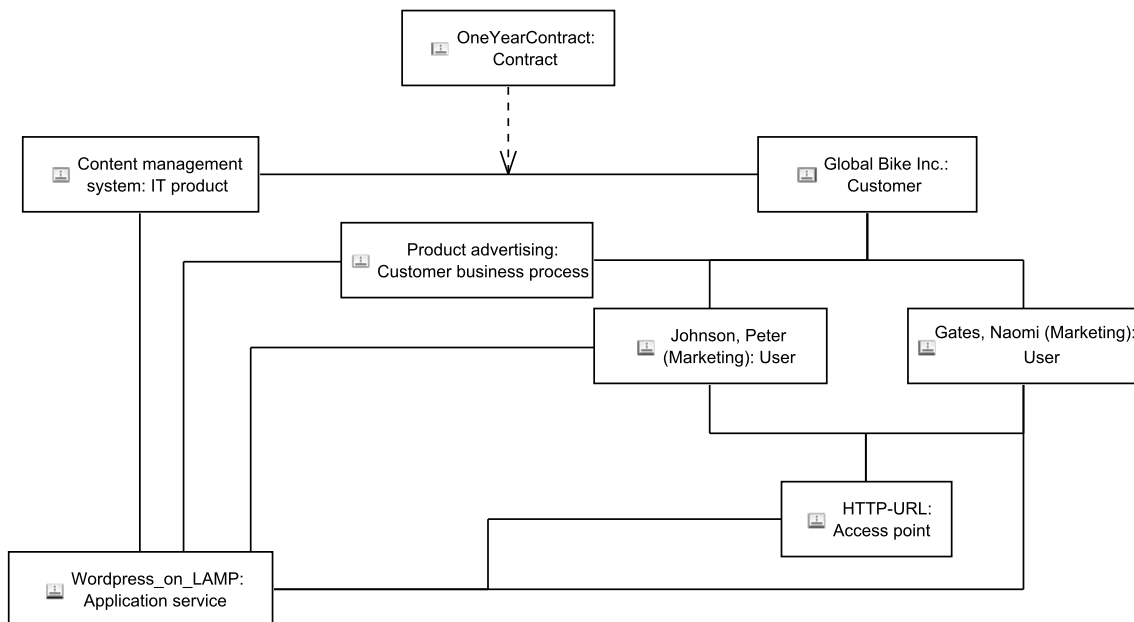 OneYearContract:
Contract
Content management
system: IT product
Global Bike Inc.:
Customer
Product advertising:
Customer business process
Johnson, Peter
(Marketing): User
Gates, Naomi (Marketing):
User
HTTP-URL:
Access point
Wordpress_on_LAMP:
Application service